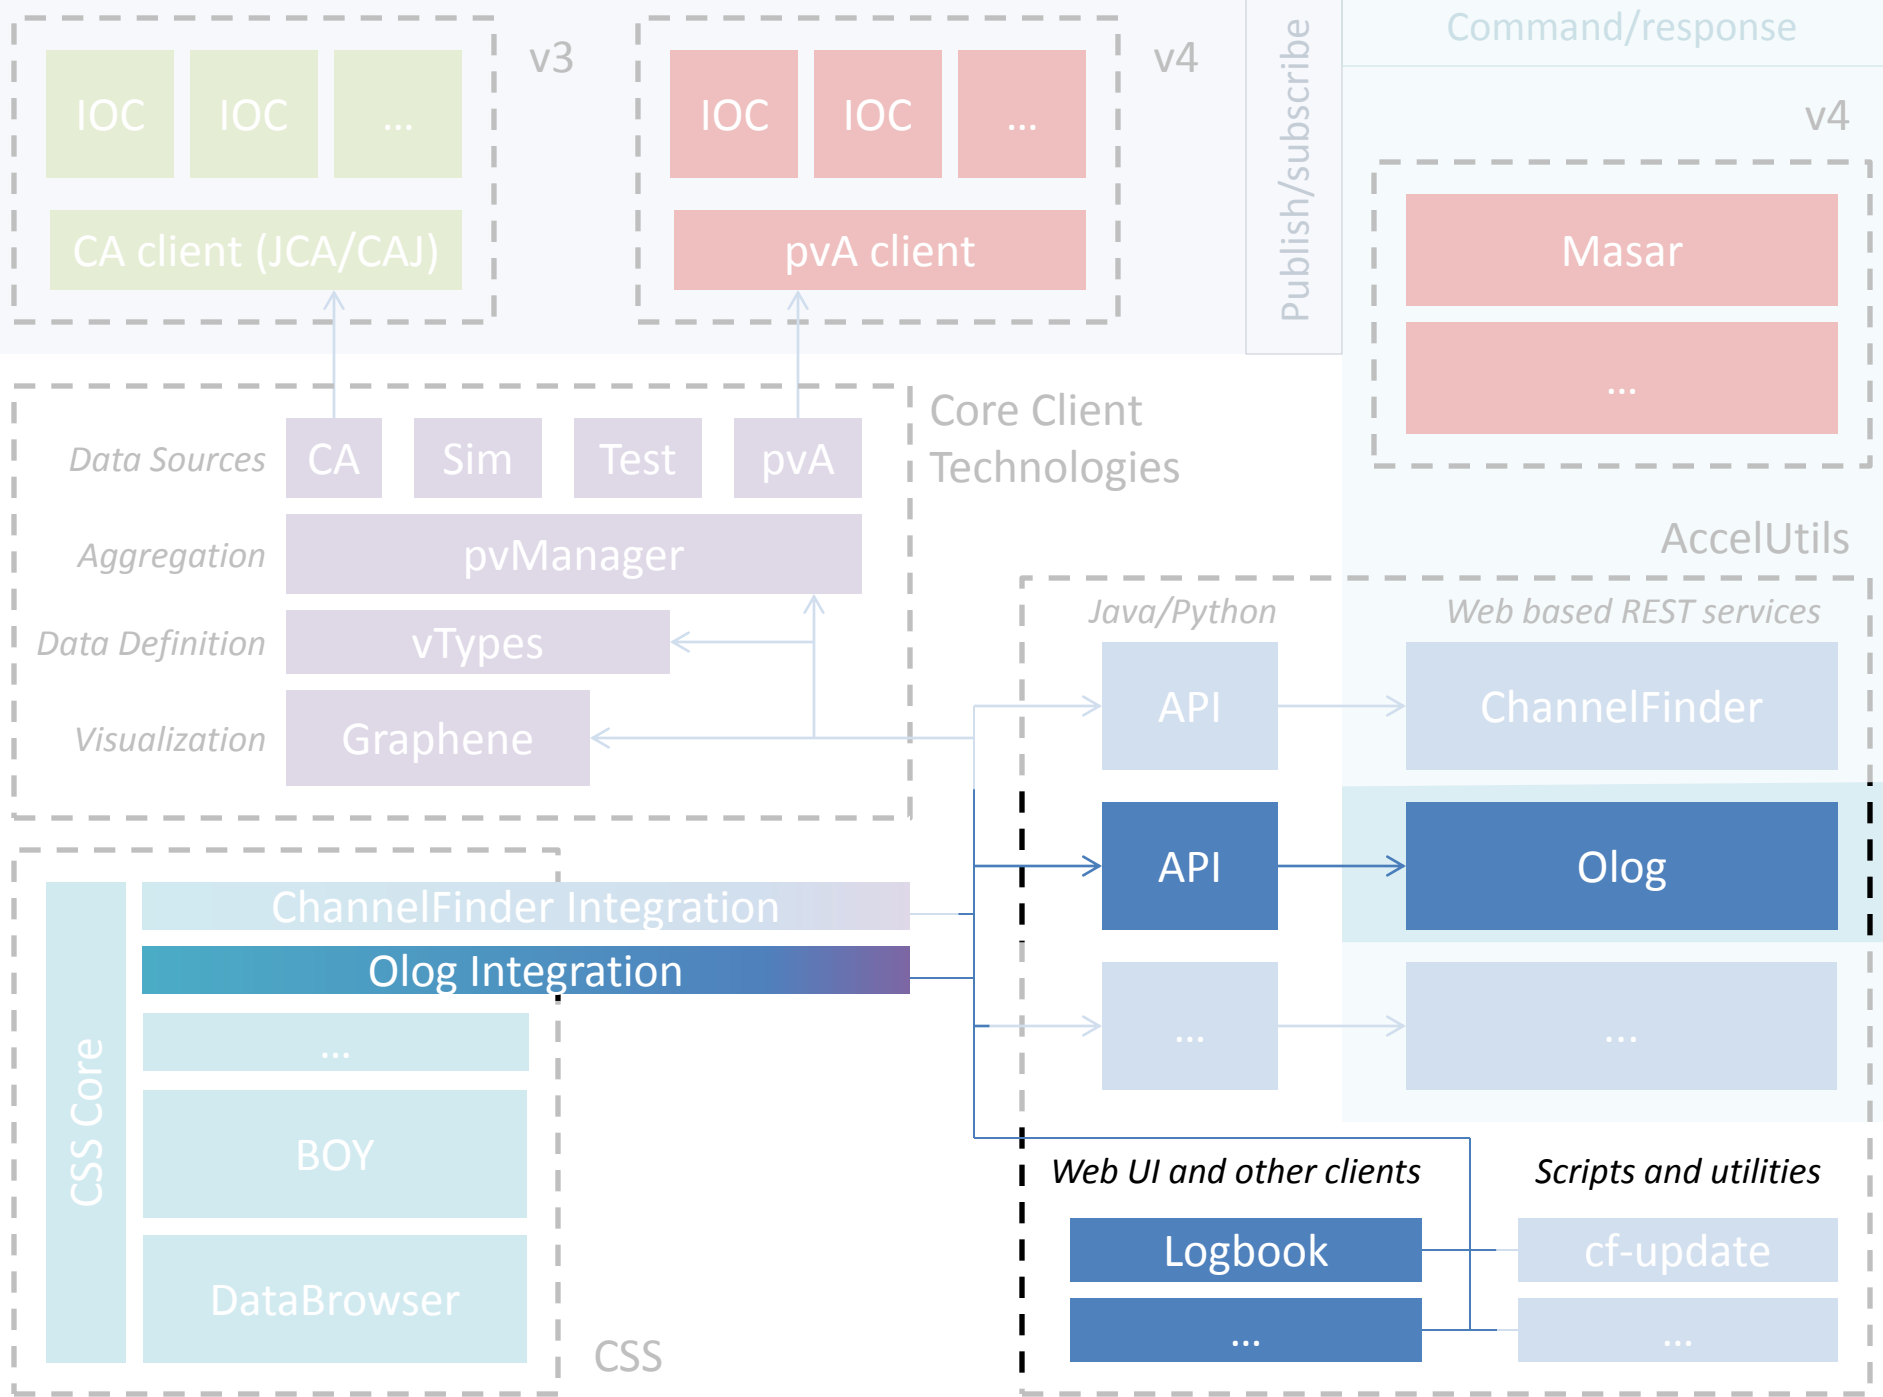 v3
IOC
IOC
...
CA client (JCA/CAJ)
v4
IOC
IOC
...
pvA client
Publish/subscribe
Command/response
v4
Masar
...
Core Client
Technologies
Data Sources
CA
Sim
Test
pvA
Aggregation
pvManager
Data Definition
vTypes
Visualization
Graphene
AccelUtils
Java/Python
Web based REST services
API
ChannelFinder
API
Olog
...
...
CSS Core
ChannelFinder Integration
Olog Integration
...
BOY
DataBrowser
CSS
Web UI and other clients
Scripts and utilities
Logbook
cf-update
...
...